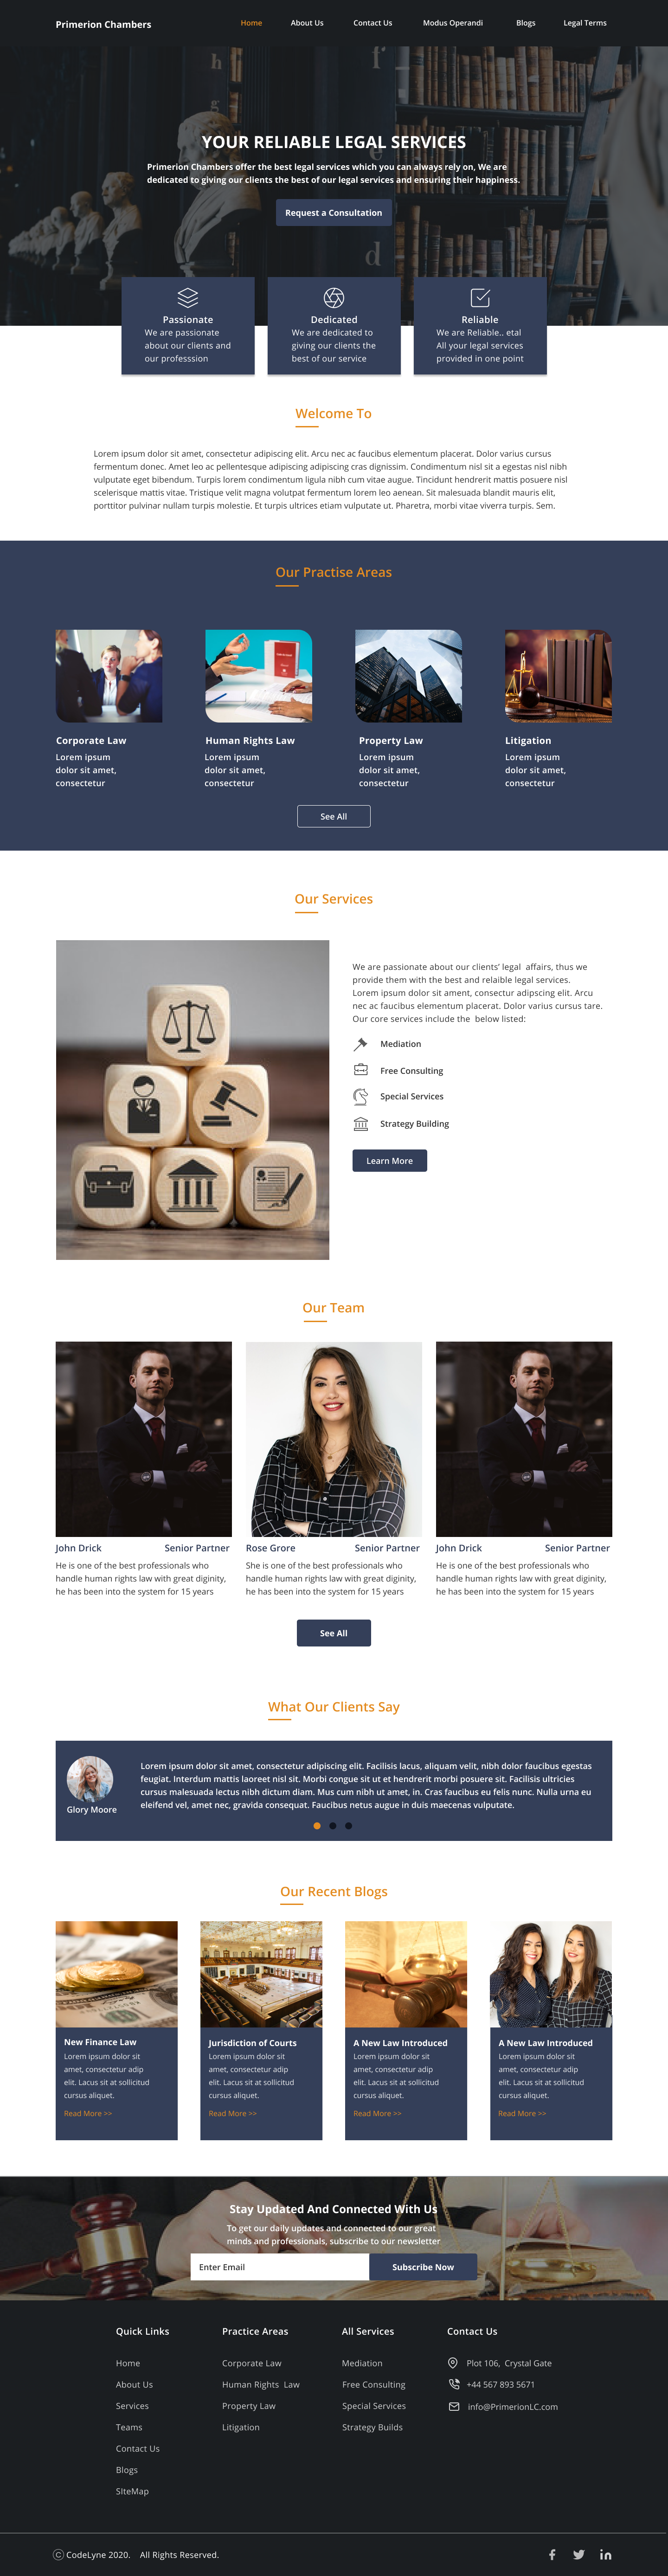 Primerion Chambers
Home
About Us
Contact Us
Modus Operandi
Blogs
Legal Terms
YOUR RELIABLE LEGAL SERVICES
Primerion Chambers offer the best legal services which you can always rely on, We are
dedicated to giving our clients the best of our legal services and ensuring their happiness.
Request a Consultation
Passionate
We are passionate
about our clients and
our professsion
Dedicated
We are dedicated to
giving our clients the
best of our service
Reliable
We are Reliable.. etal
All your legal services
provided in one point
Welcome To
Lorem ipsum dolor sit amet, consectetur adipiscing elit. Arcu nec ac faucibus elementum placerat. Dolor varius cursus
fermentum donec. Amet leo ac pellentesque adipiscing adipiscing cras dignissim. Condimentum nisl sit a egestas nisl nibh
vulputate eget bibendum. Turpis lorem condimentum ligula nibh cum vitae augue. Tincidunt hendrerit mattis posuere nisl
scelerisque mattis vitae. Tristique velit magna volutpat fermentum lorem leo aenean. Sit malesuada blandit mauris elit,
porttitor pulvinar nullam turpis molestie. Et turpis ultrices etiam vulputate ut. Pharetra, morbi vitae viverra turpis. Sem.
Our Practise Areas
Corporate Law
Lorem ipsum
dolor sit amet,
consectetur
Human Rights Law
Lorem ipsum
dolor sit amet,
consectetur
Property Law
Lorem ipsum
dolor sit amet,
consectetur
Litigation
Lorem ipsum
dolor sit amet,
consectetur
See All
Our Services
We are passionate about our clients’ legal  affairs, thus we
provide them with the best and relaible legal services.
Lorem ipsum dolor sit ament, consectur adipscng elit. Arcu
nec ac faucibus elementum placerat. Dolor varius cursus tare.
Our core services include the  below listed:
Mediation
Free Consulting
Special Services
Strategy Building
Learn More
Our Team
John Drick
Senior Partner
He is one of the best professionals who
handle human rights law with great diginity,
he has been into the system for 15 years
Rose Grore
Senior Partner
She is one of the best professionals who
handle human rights law with great diginity,
he has been into the system for 15 years
John Drick
Senior Partner
He is one of the best professionals who
handle human rights law with great diginity,
he has been into the system for 15 years
See All
What Our Clients Say
Glory Moore
Lorem ipsum dolor sit amet, consectetur adipiscing elit. Facilisis lacus, aliquam velit, nibh dolor faucibus egestas
feugiat. Interdum mattis laoreet nisl sit. Morbi congue sit ut et hendrerit morbi posuere sit. Facilisis ultricies
cursus malesuada lectus nibh dictum diam. Mus cum nibh ut amet, in. Cras faucibus eu felis nunc. Nulla urna eu
eleifend vel, amet nec, gravida consequat. Faucibus netus augue in duis maecenas vulputate.
Our Recent Blogs
New Finance Law
Lorem ipsum dolor sit
amet, consectetur adip
elit. Lacus sit at sollicitud
cursus aliquet.
Read More >>
Jurisdiction of Courts
Lorem ipsum dolor sit
amet, consectetur adip
elit. Lacus sit at sollicitud
cursus aliquet.
Read More >>
A New Law Introduced
Lorem ipsum dolor sit
amet, consectetur adip
elit. Lacus sit at sollicitud
cursus aliquet.
Read More >>
A New Law Introduced
Lorem ipsum dolor sit
amet, consectetur adip
elit. Lacus sit at sollicitud
cursus aliquet.
Read More >>
Stay Updated And Connected With Us
To get our daily updates and connected to our great
minds and professionals, subscribe to our newsletter
Enter Email
Subscribe Now
Quick Links
Home
About Us
Services
Teams
Contact Us
Blogs
SIteMap
Practice Areas
Corporate Law
Human Rights  Law
Property Law
Litigation
All Services
Mediation
Free Consulting
Special Services
Strategy Builds
Contact Us
Plot 106,  Crystal Gate
+44 567 893 5671
info@PrimerionLC.com
© CodeLyne 2020.    All Rights Reserved.